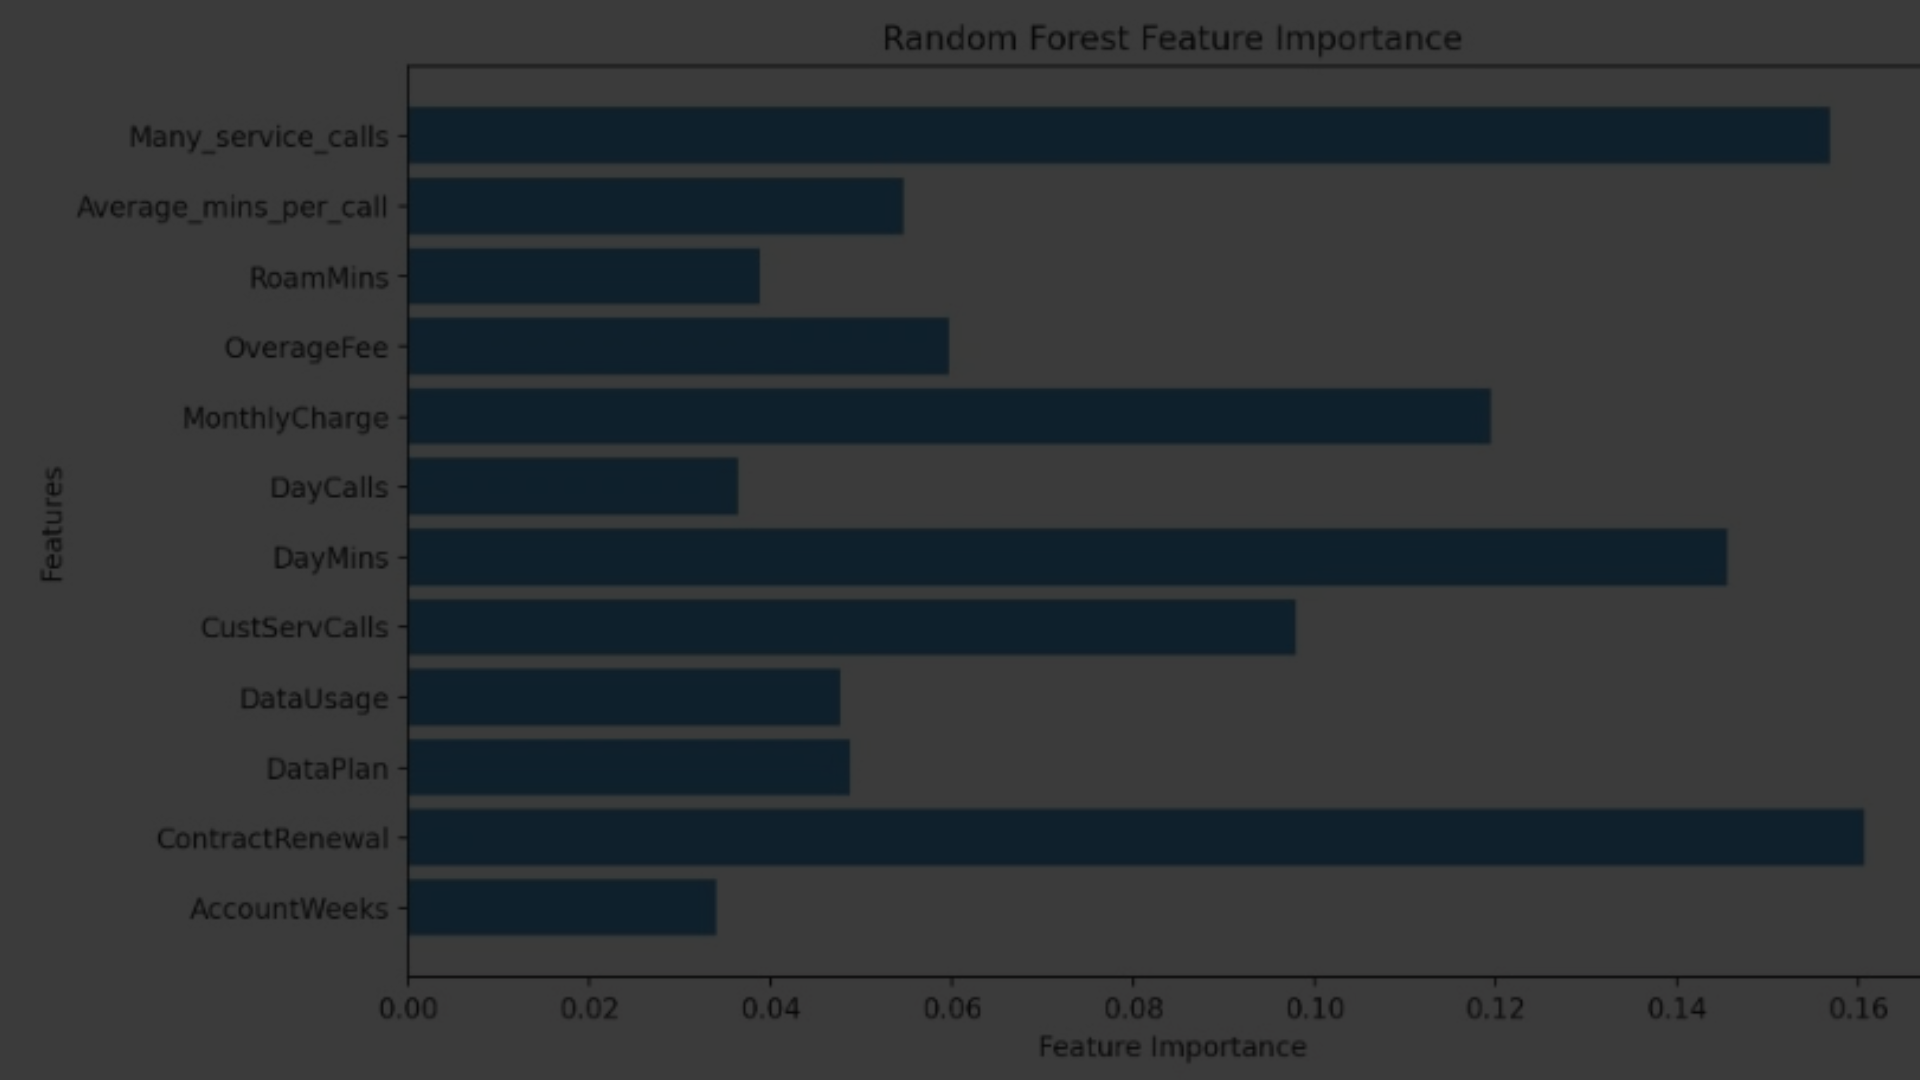 Random Forest Feature Importance
Many_service_calls
Average_mins_per_call
RoamMins
OverageFee
MonthlyCharge
DayCalls
DayMins
CustServCalls
DataUsage
DataPlan
ContractRenewal
AccountWeeks
Features
0.00 0.02 0.04 0.06 0.08 0.10 0.12 0.14 0.16
Feature Importance